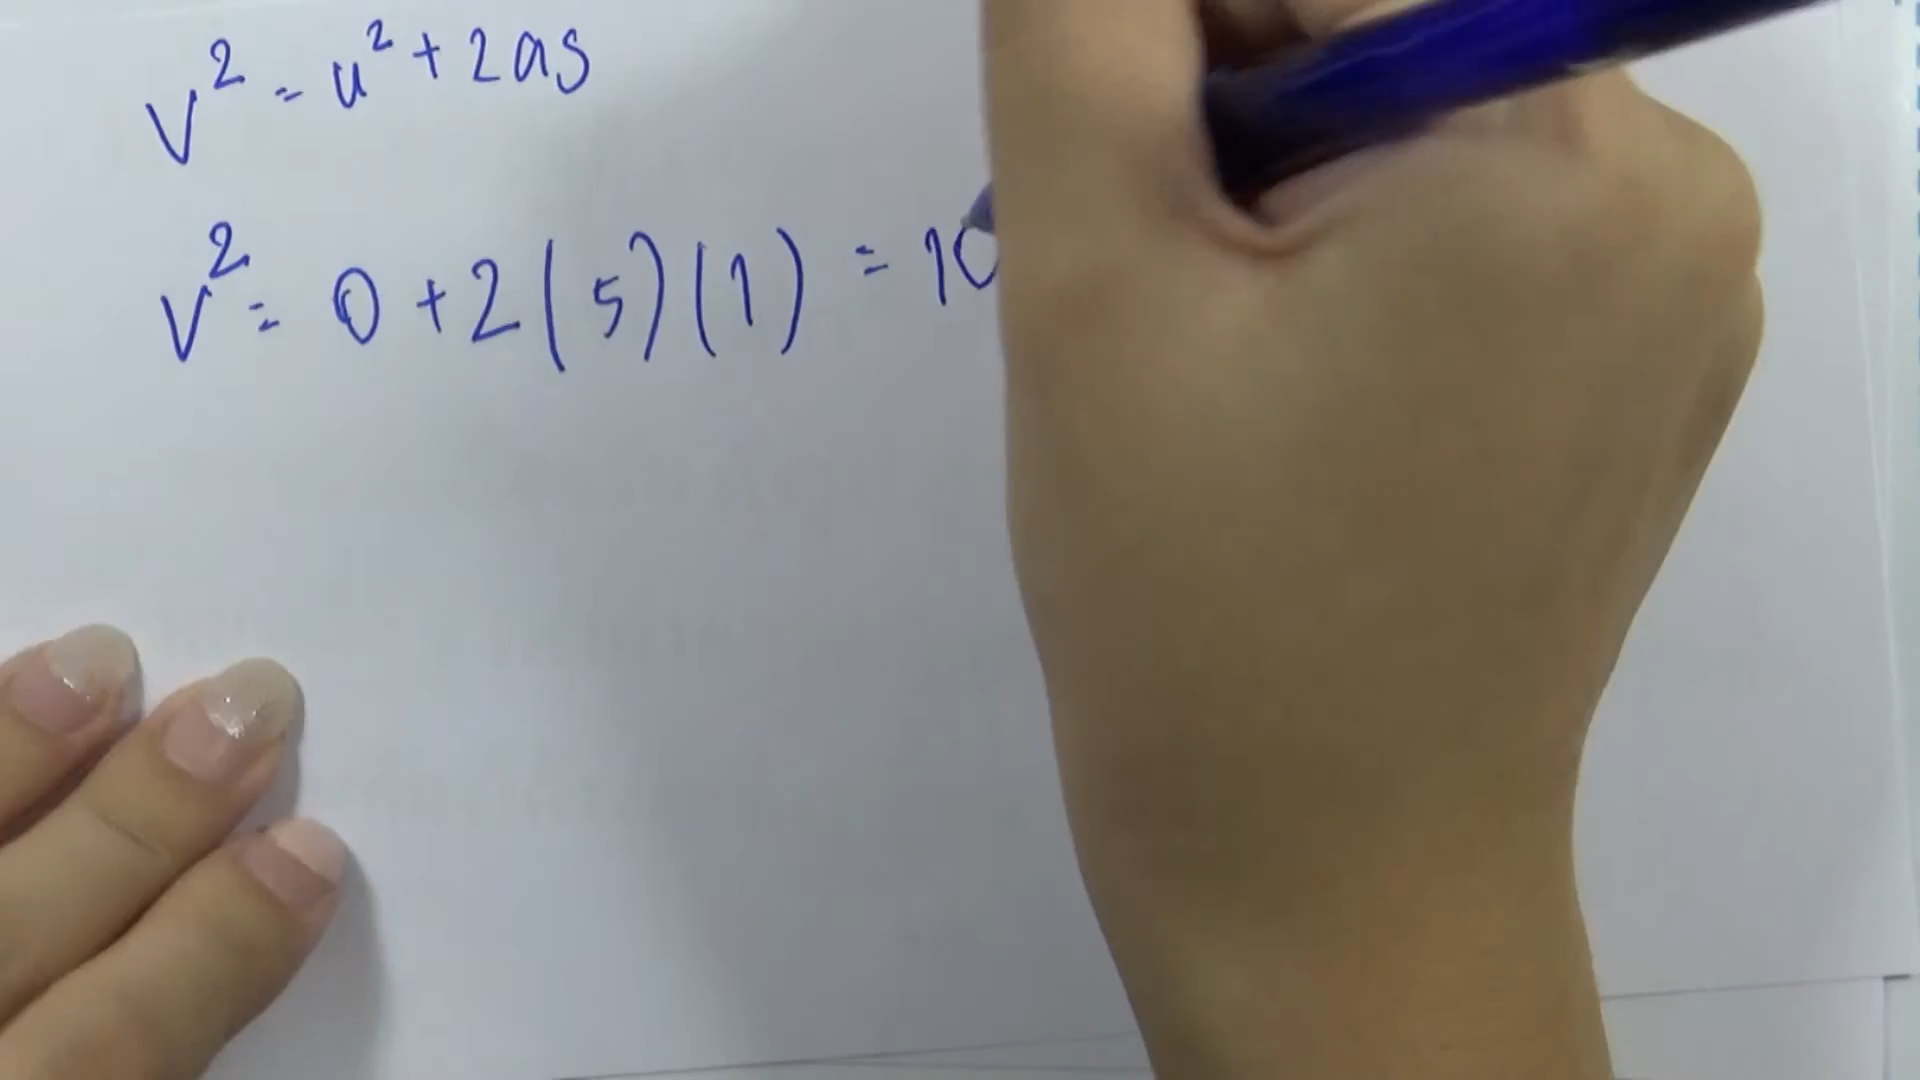 V² = u² + 2as
V² = 0 + 2(5)(1) = 10